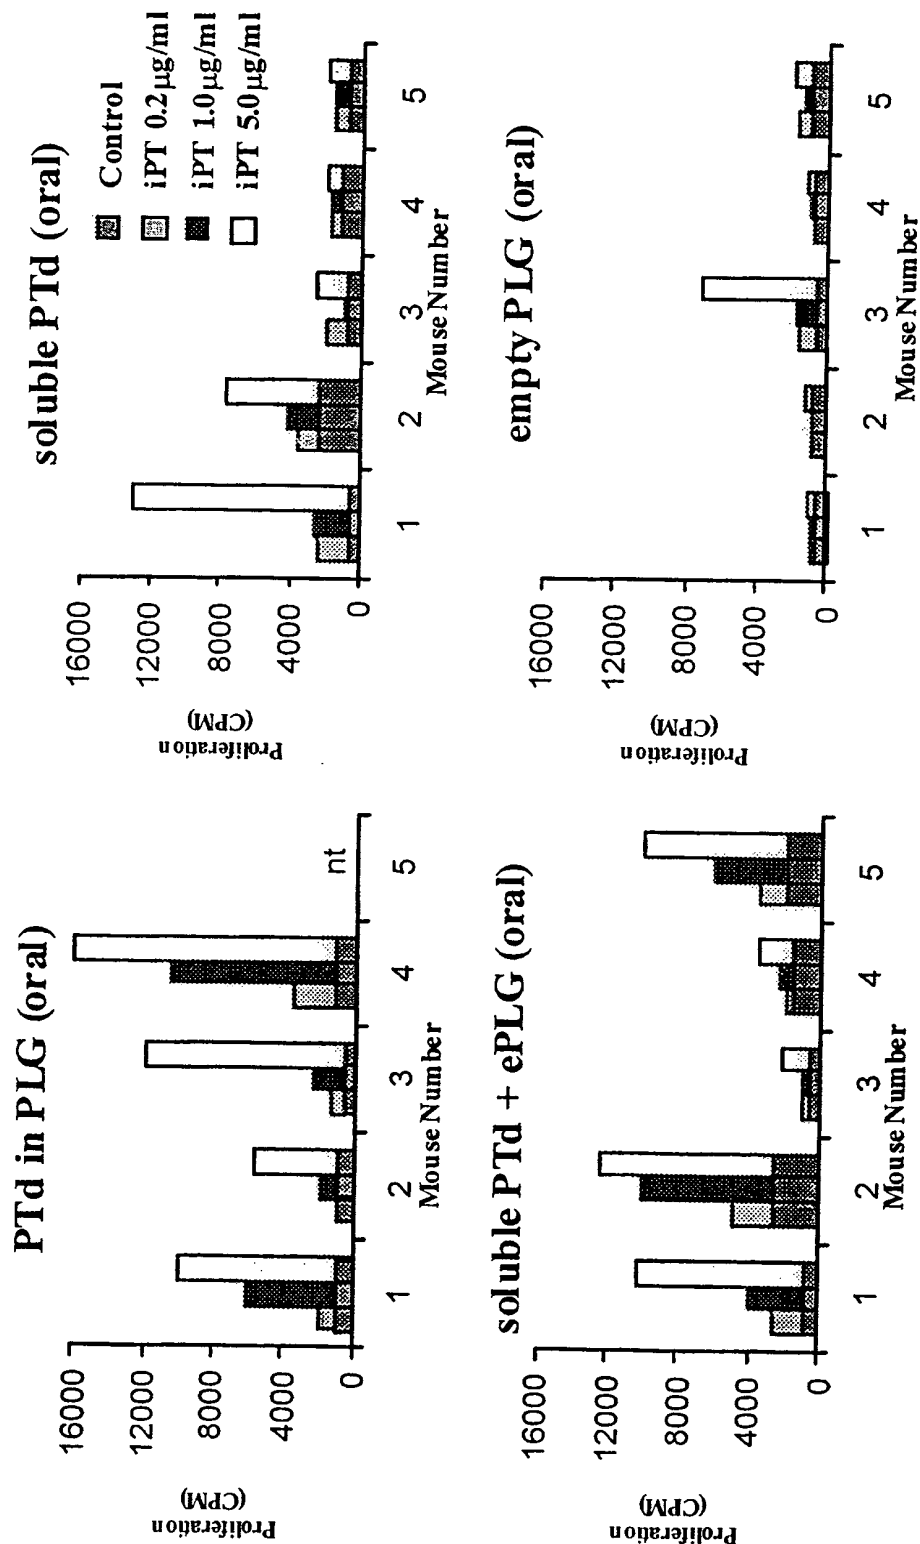 PTd in PLG (oral)
Proliferation
(CPM)
16000
12000
8000
4000
0
nt
1
2
3
4
5
Mouse Number
soluble PTd (oral)
Control
iPT 0.2µg/ml
iPT 1.0µg/ml
iPT 5.0µg/ml
Proliferation
(CPM)
16000
12000
8000
4000
0
1
2
3
4
5
Mouse Number
soluble PTd + ePLG (oral)
Proliferation
(CPM)
16000
12000
8000
4000
0
1
2
3
4
5
Mouse Number
empty PLG (oral)
Proliferation
(CPM)
16000
12000
8000
4000
0
1
2
3
4
5
Mouse Number